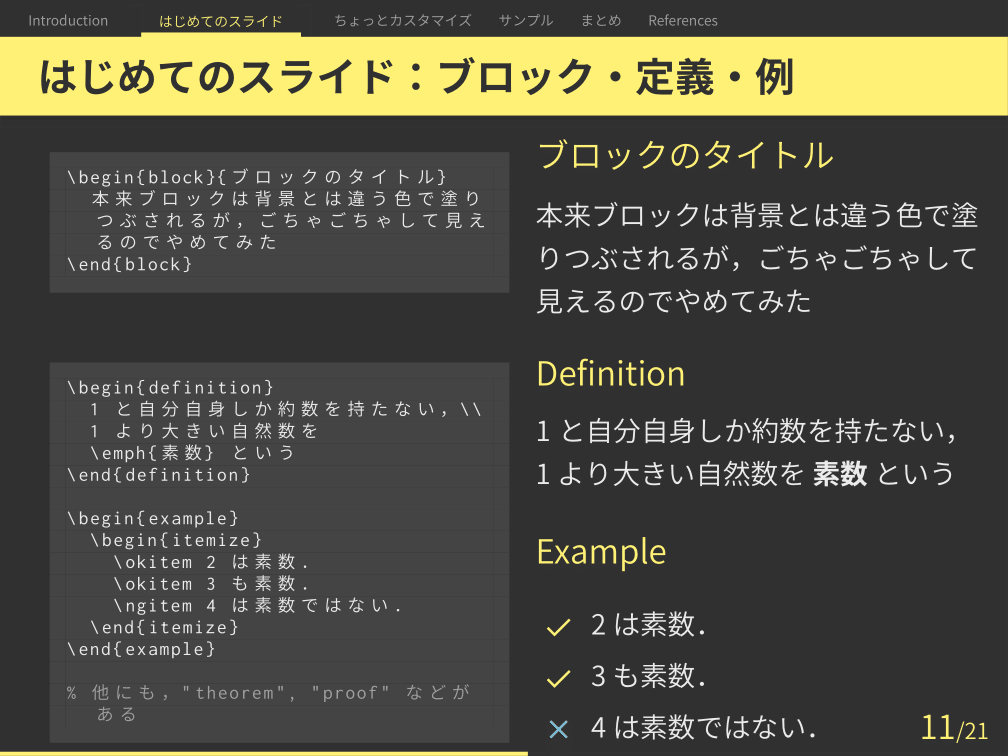 Introduction はじめてのスライド ちょっとカスタマイズ サンプル まとめ References
はじめてのスライド：ブロック・定義・例
\begin{block}{ブロックのタイトル}
本来ブロックは背景とは違う色で塗り
つぶされるが，ごちゃごちゃして見え
るのでやめてみた
\end{block}
\begin{definition}
1 と自分自身しか約数を持たない，\\
1 より大きい自然数を
\emph{素数} という
\end{definition}
\begin{example}
\begin{itemize}
\okitem 2 は素数．
\okitem 3 も素数．
\ngitem 4 は素数ではない．
\end{itemize}
\end{example}
% 他にも，"theorem", "proof" などが
ある
ブロックのタイトル
本来ブロックは背景とは違う色で塗
りつぶされるが，ごちゃごちゃして
見えるのでやめてみた
Definition
1 と自分自身しか約数を持たない，
1 より大きい自然数を 素数 という
Example
2 は素数．
3 も素数．
4 は素数ではない．
11/21